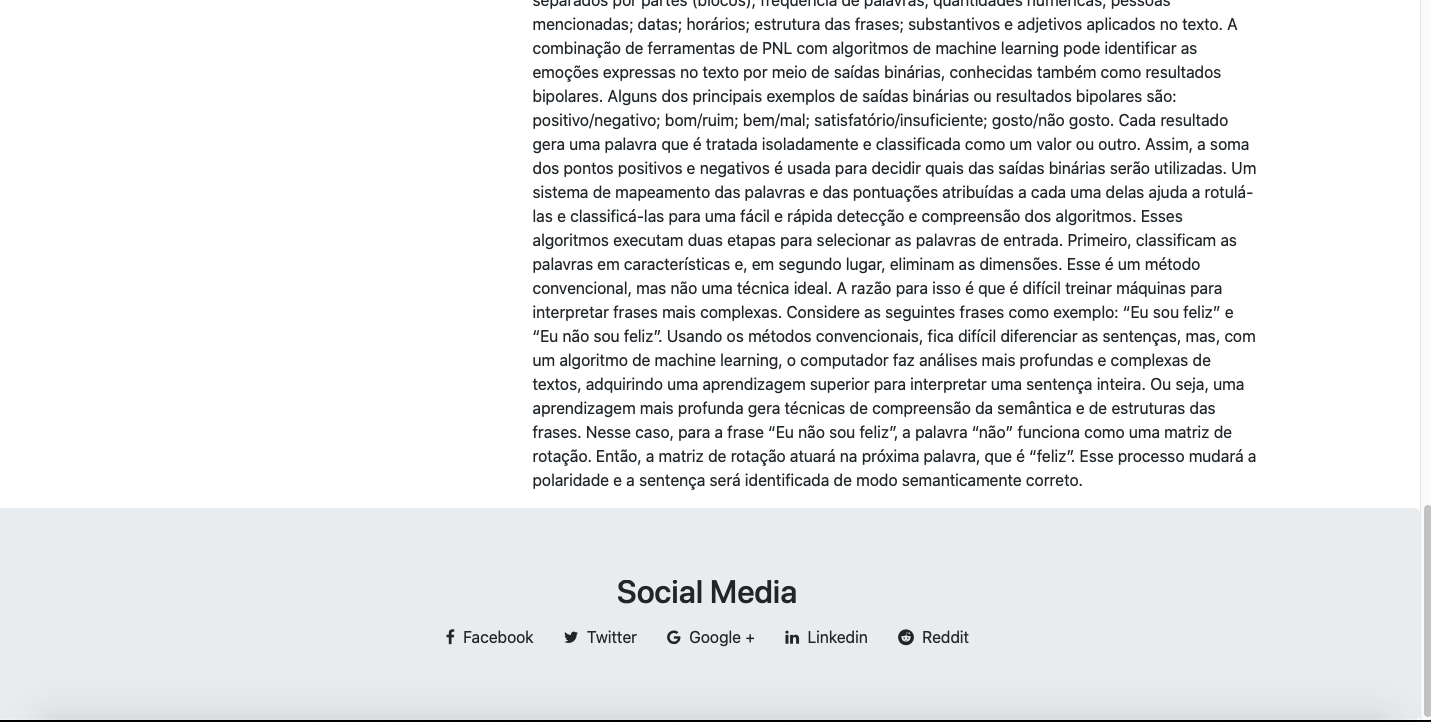 separados por partes (blocos); frequência de palavras; quantidades numéricas; pessoas
mencionadas; datas; horários; estrutura das frases; substantivos e adjetivos aplicados no texto. A
combinação de ferramentas de PNL com algoritmos de machine learning pode identificar as
emoções expressas no texto por meio de saídas binárias, conhecidas também como resultados
bipolares. Alguns dos principais exemplos de saídas binárias ou resultados bipolares são:
positivo/negativo; bom/ruim; bem/mal; satisfatório/insuficiente; gosto/não gosto. Cada resultado
gera uma palavra que é tratada isoladamente e classificada como um valor ou outro. Assim, a soma
dos pontos positivos e negativos é usada para decidir quais das saídas binárias serão utilizadas. Um
sistema de mapeamento das palavras e das pontuações atribuídas a cada uma delas ajuda a rotulá-
las e classificá-las para uma fácil e rápida detecção e compreensão dos algoritmos. Esses
algoritmos executam duas etapas para selecionar as palavras de entrada. Primeiro, classificam as
palavras em características e, em segundo lugar, eliminam as dimensões. Esse é um método
convencional, mas não uma técnica ideal. A razão para isso é que é difícil treinar máquinas para
interpretar frases mais complexas. Considere as seguintes frases como exemplo: “Eu sou feliz” e
“Eu não sou feliz”. Usando os métodos convencionais, fica difícil diferenciar as sentenças, mas, com
um algoritmo de machine learning, o computador faz análises mais profundas e complexas de
textos, adquirindo uma aprendizagem superior para interpretar uma sentença inteira. Ou seja, uma
aprendizagem mais profunda gera técnicas de compreensão da semântica e de estruturas das
frases. Nesse caso, para a frase “Eu não sou feliz”, a palavra “não” funciona como uma matriz de
rotação. Então, a matriz de rotação atuará na próxima palavra, que é “feliz”. Esse processo mudará a
polaridade e a sentença será identificada de modo semanticamente correto.
Social Media
Facebook Twitter Google + Linkedin Reddit